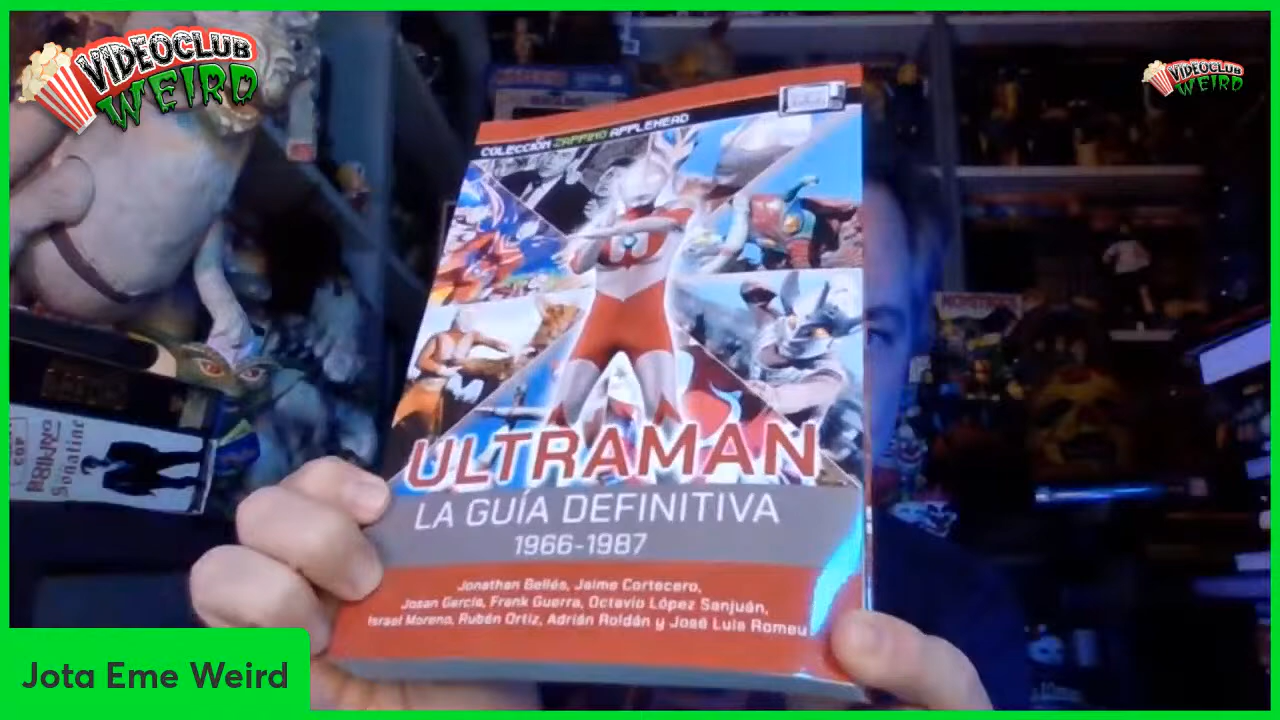 VIDEOCLUB
WEIRD
VIDEOCLUB
WEIRD
COLECCIÓN ZAPPING APPLEHEAD
ULTRAMAN
LA GUÍA DEFINITIVA
1966-1987
Jonathan Bellés, Jaime Cortecero,
Josan García, Frank Guerra, Octavio López Sanjuán,
Israel Moreno, Rubén Ortiz, Adrián Roldán y José Luis Romeu
Sonatine
Jota Eme Weird